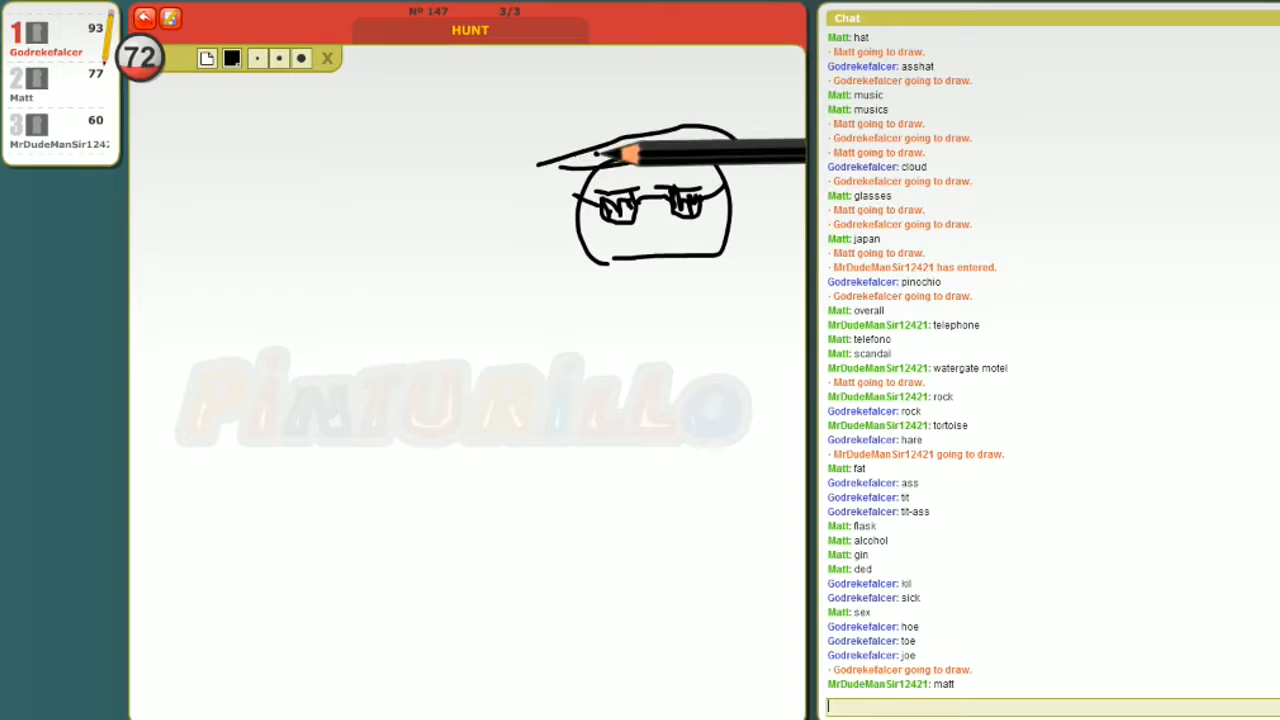 1 93
Godrekefalcer
2 77
Matt
3 60
MrDudeManSir124
72
Nº 147 3/3
HUNT
X
PINTURILLO
Chat
Matt: hat
· Matt going to draw.
Godrekefalcer: asshat
· Godrekefalcer going to draw.
Matt: music
Matt: musics
· Matt going to draw.
· Godrekefalcer going to draw.
· Matt going to draw.
Godrekefalcer: cloud
· Godrekefalcer going to draw.
Matt: glasses
· Matt going to draw.
· Godrekefalcer going to draw.
Matt: japan
· Matt going to draw.
· MrDudeManSir12421 has entered.
Godrekefalcer: pinochio
· Godrekefalcer going to draw.
Matt: overall
MrDudeManSir12421: telephone
Matt: telefono
Matt: scandal
MrDudeManSir12421: watergate motel
· Matt going to draw.
MrDudeManSir12421: rock
Godrekefalcer: rock
MrDudeManSir12421: tortoise
Godrekefalcer: hare
· MrDudeManSir12421 going to draw.
Matt: fat
Godrekefalcer: ass
Godrekefalcer: tit
Godrekefalcer: tit-ass
Matt: flask
Matt: alcohol
Matt: gin
Matt: ded
Godrekefalcer: kil
Godrekefalcer: sick
Matt: sex
Godrekefalcer: hoe
Godrekefalcer: toe
Godrekefalcer: joe
· Godrekefalcer going to draw.
MrDudeManSir12421: matt